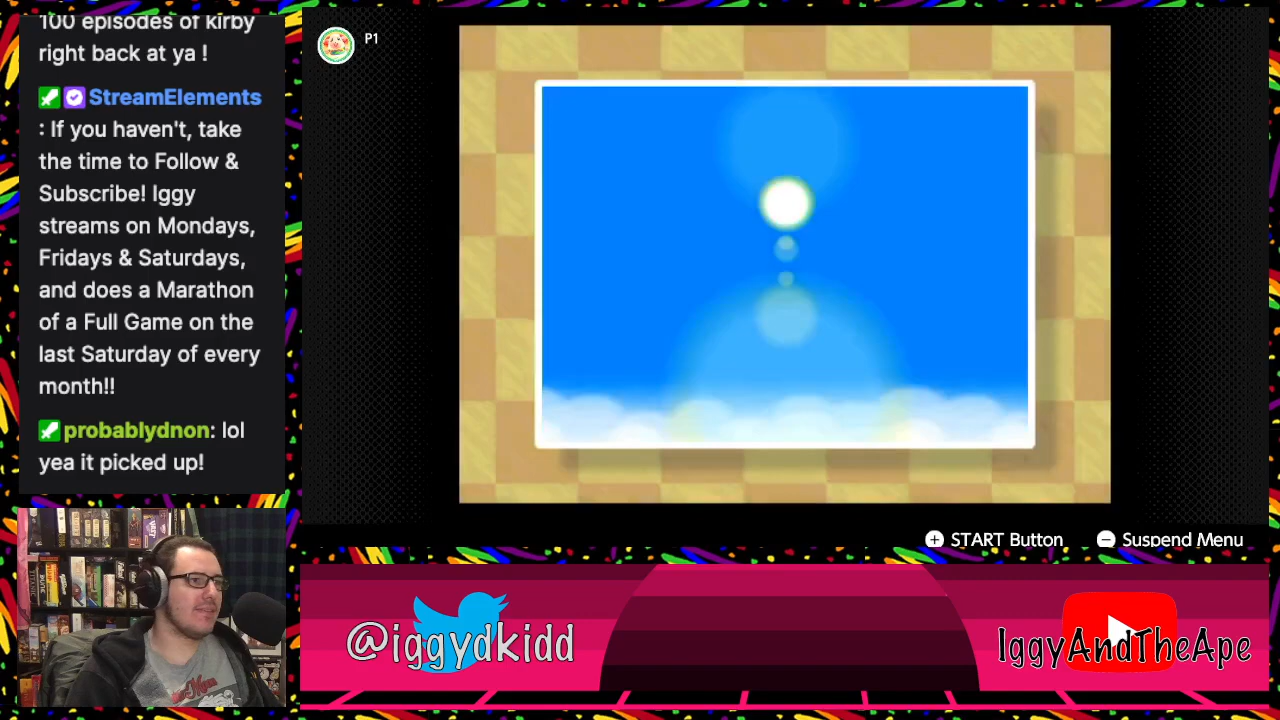 100 episodes of kirby
right back at ya !
StreamElements
: If you haven't, take
the time to Follow &
Subscribe! Iggy
streams on Mondays,
Fridays & Saturdays,
and does a Marathon
of a Full Game on the
last Saturday of every
month!!
probablydnon: lol
yea it picked up!
P1
START Button
Suspend Menu
@iggydkidd
IggyAndTheApe